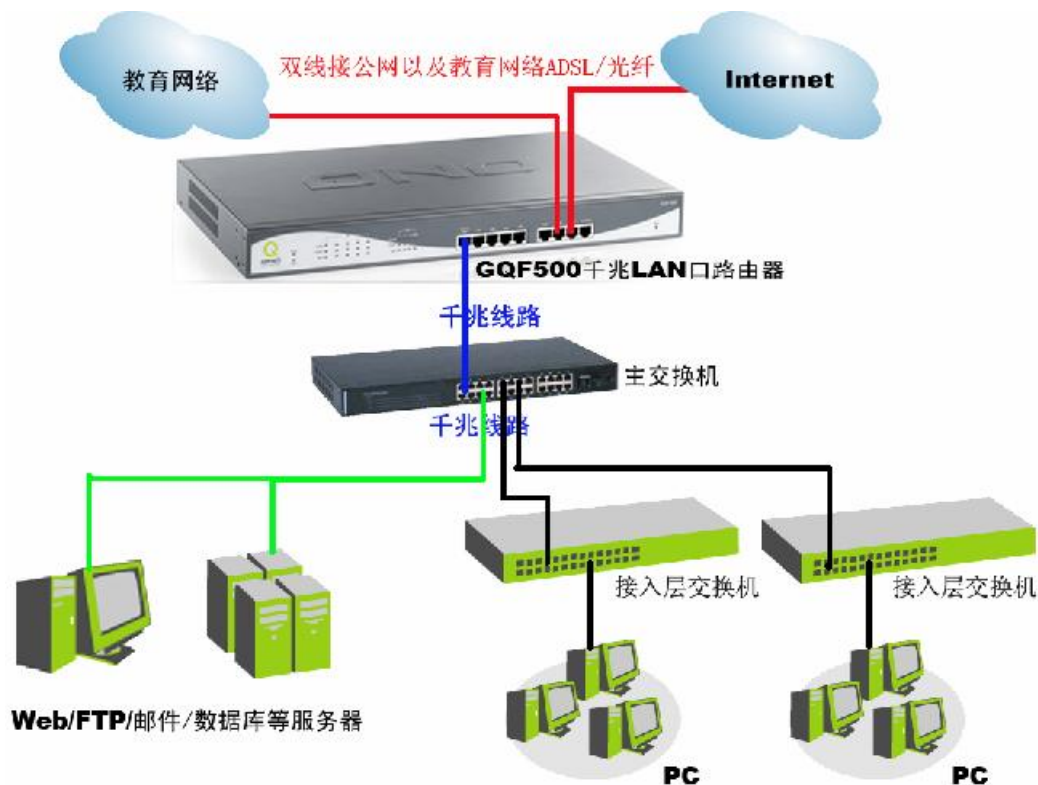 教育网络
双线接公网以及教育网络ADSL/光纤
Internet
QNO
GQF500千兆LAN口路由器
千兆线路
主交换机
千兆线路
接入层交换机
接入层交换机
Web/FTP/邮件/数据库等服务器
PC
PC